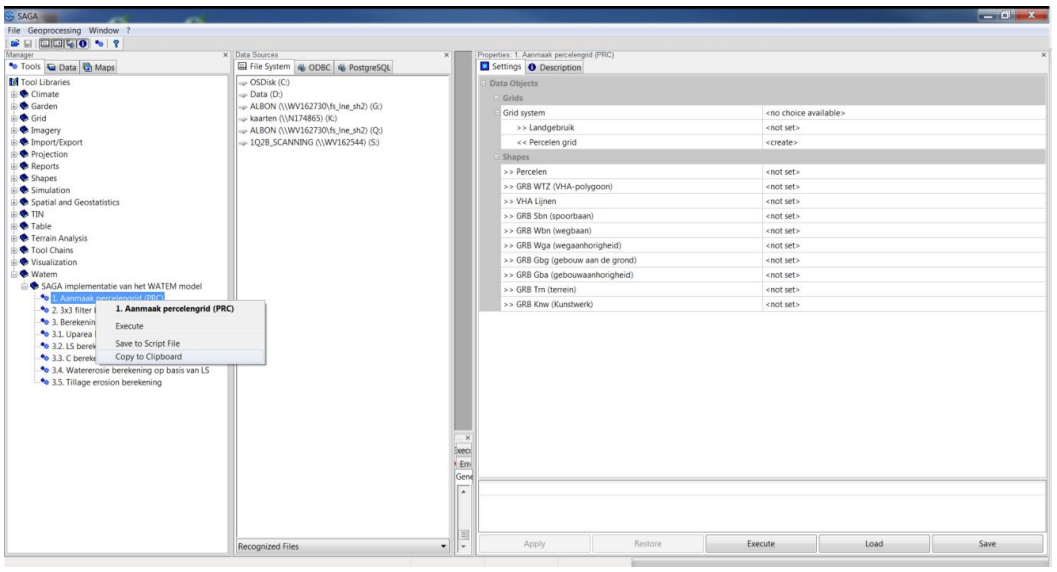 SAGA
File Geoprocessing Window ?
Manager
Tools Data Maps
Tool Libraries
Climate
Garden
Grid
Imagery
Import/Export
Projection
Reports
Shapes
Simulation
Spatial and Geostatistics
TIN
Table
Terrain Analysis
Tool Chains
Visualization
Watem
SAGA implementatie van het WATEM model
1. Aanmaak percelengrid (PRC)
2. 3x3 filter
3. Berekenin
3.1. Uparea
3.2. LS berek
3.3. C bereke
3.4. Watererosie berekening op basis van LS
3.5. Tillage erosion berekening
1. Aanmaak percelengrid (PRC)
Execute
Save to Script File
Copy to Clipboard
Data Sources
File System ODBC PostgreSQL
OSDisk (C:)
Data (D:)
ALBON (\\WV162730\fs_lne_sh2) (G:)
kaarten (\\N174865) (K:)
ALBON (\\WV162730\fs_lne_sh2) (Q:)
1Q2B_SCANNING (\\WV162544) (S:)
Recognized Files
Execu
Erro
Gene
Properties: 1. Aanmaak percelengrid (PRC)
Settings Description
Data Objects
Grids
Grid system <no choice available>
>> Landgebruik <not set>
<< Percelen grid <create>
Shapes
>> Percelen <not set>
>> GRB WTZ (VHA-polygoon) <not set>
>> VHA Lijnen <not set>
>> GRB Sbn (spoorbaan) <not set>
>> GRB Wbn (wegbaan) <not set>
>> GRB Wga (wegaanhorigheid) <not set>
>> GRB Gbg (gebouw aan de grond) <not set>
>> GRB Gba (gebouwaanhorigheid) <not set>
>> GRB Trn (terrein) <not set>
>> GRB Knw (Kunstwerk) <not set>
Apply Restore Execute Load Save